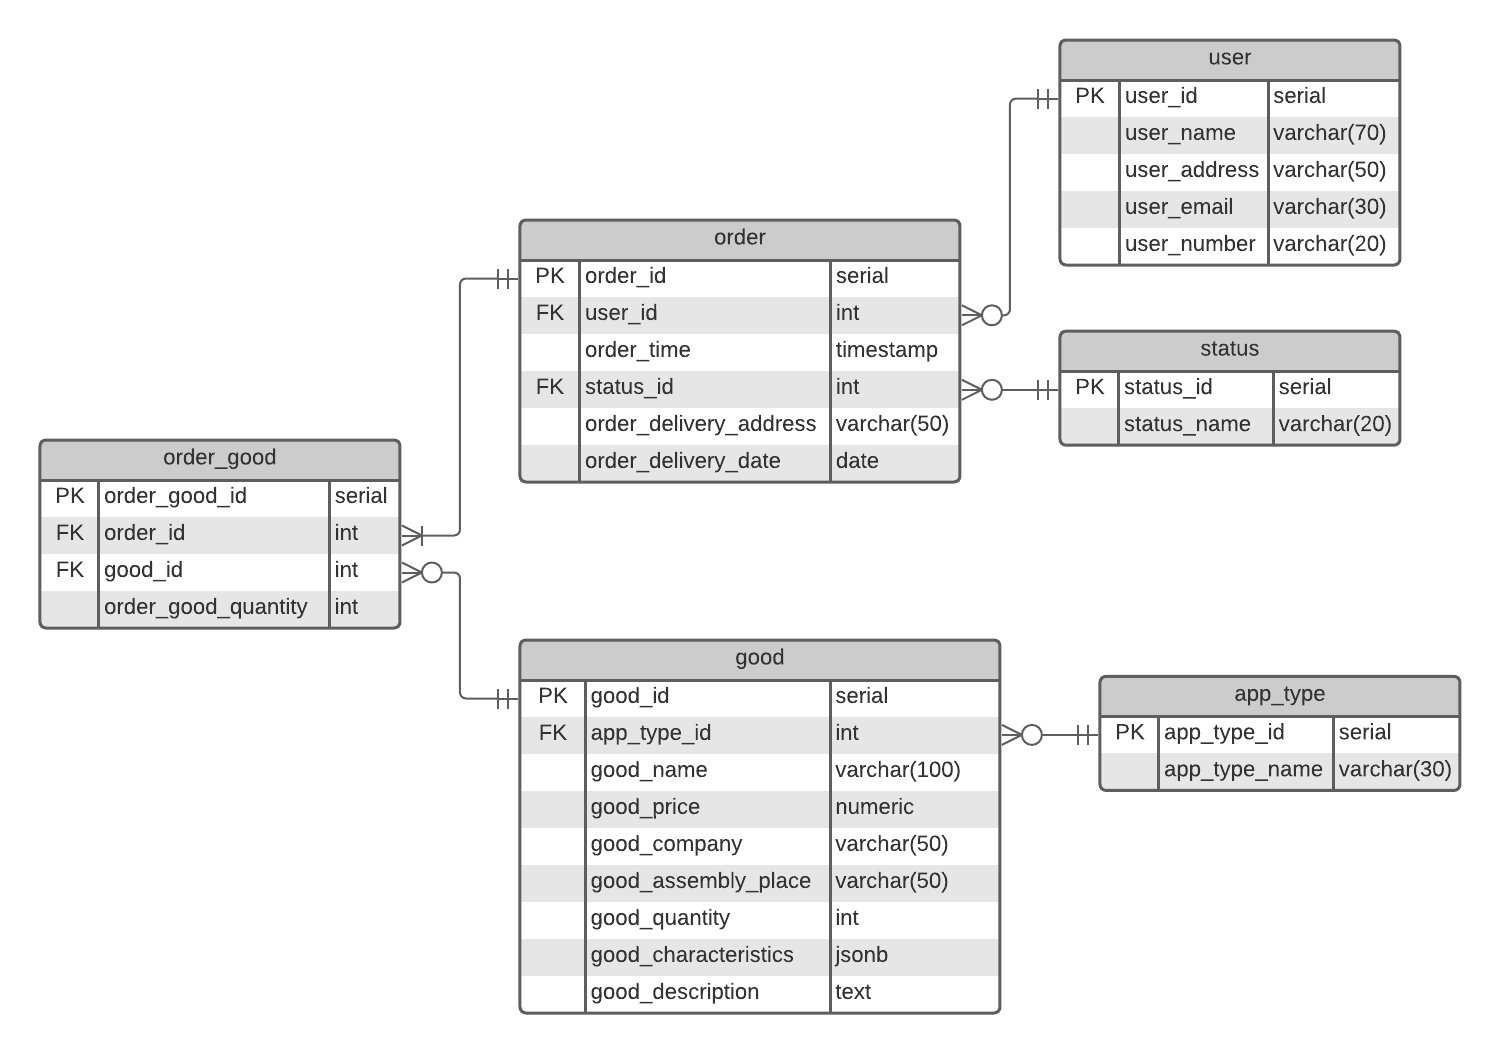 user
PK user_id serial
user_name varchar(70)
user_address varchar(50)
user_email varchar(30)
user_number varchar(20)
order
PK order_id serial
FK user_id int
order_time timestamp
FK status_id int
order_delivery_address varchar(50)
order_delivery_date date
status
PK status_id serial
status_name varchar(20)
order_good
PK order_good_id serial
FK order_id int
FK good_id int
order_good_quantity int
good
PK good_id serial
FK app_type_id int
good_name varchar(100)
good_price numeric
good_company varchar(50)
good_assembly_place varchar(50)
good_quantity int
good_characteristics jsonb
good_description text
app_type
PK app_type_id serial
app_type_name varchar(30)